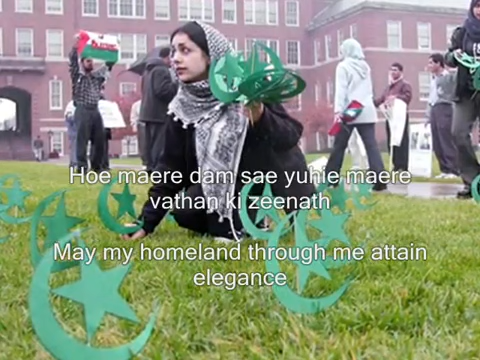 Hoe maere dam sae yuhie maere
vathan ki zeenath
May my homeland through me attain
elegance